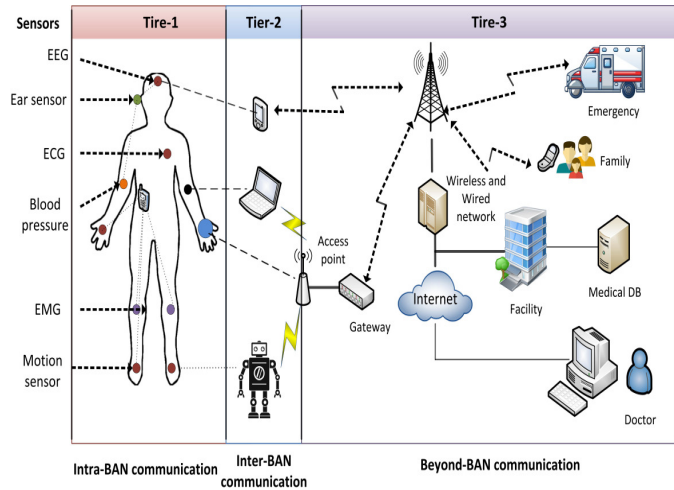 Sensors
Tire-1
Tier-2
Tire-3
EEG
Ear sensor
ECG
Blood
pressure
EMG
Motion
sensor
Access
point
Gateway
Wireless and
Wired
network
Internet
Emergency
Family
Facility
Medical DB
Doctor
Intra-BAN communication
Inter-BAN
communication
Beyond-BAN communication